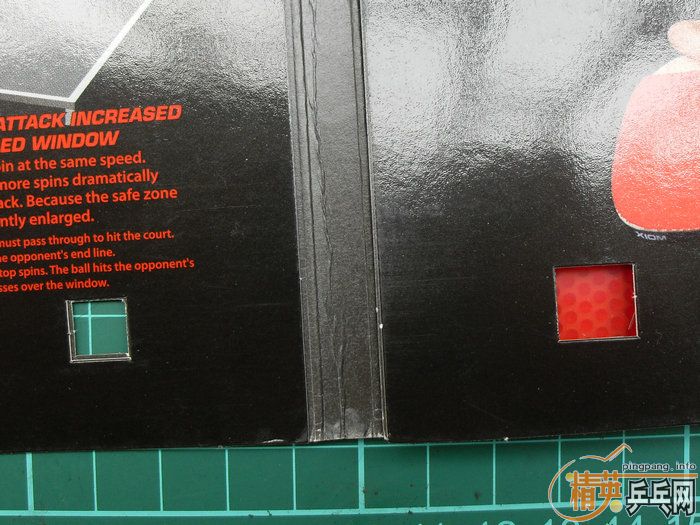 ATTACK INCREASED
ED WINDOW
pin at the same speed.
more spins dramatically
ack. Because the safe zone
ntly enlarged.
must pass through to hit the court.
he opponent's end line.
top spins. The ball hits the opponent's
sses over the window.
XIOM
pingpang.info
精英乒乓网